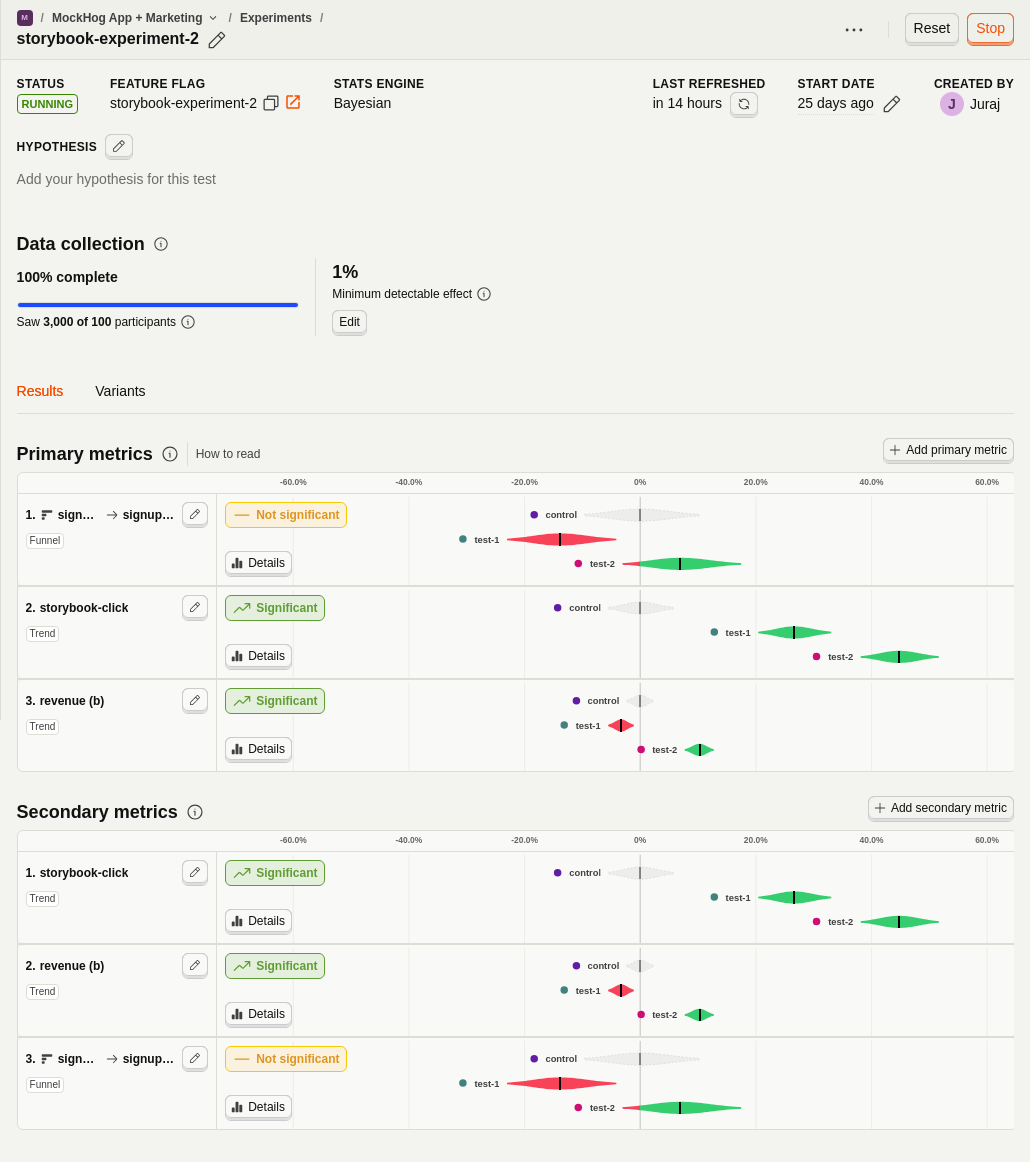 M / MockHog App + Marketing / Experiments /
storybook-experiment-2
Reset Stop
STATUS FEATURE FLAG STATS ENGINE LAST REFRESHED START DATE CREATED BY
RUNNING storybook-experiment-2 Bayesian in 14 hours 25 days ago J Juraj
HYPOTHESIS
Add your hypothesis for this test
Data collection
100% complete
Saw 3,000 of 100 participants
1%
Minimum detectable effect
Edit
Results Variants
Primary metrics How to read Add primary metric
-60.0% -40.0% -20.0% 0% 20.0% 40.0% 60.0%
1. sign... → signup...
Funnel
Not significant
Details
control
test-1
test-2
2. storybook-click
Trend
Significant
Details
control
test-1
test-2
3. revenue (b)
Trend
Significant
Details
control
test-1
test-2
Secondary metrics Add secondary metric
-60.0% -40.0% -20.0% 0% 20.0% 40.0% 60.0%
1. storybook-click
Trend
Significant
Details
control
test-1
test-2
2. revenue (b)
Trend
Significant
Details
control
test-1
test-2
3. sign... → signup...
Funnel
Not significant
Details
control
test-1
test-2